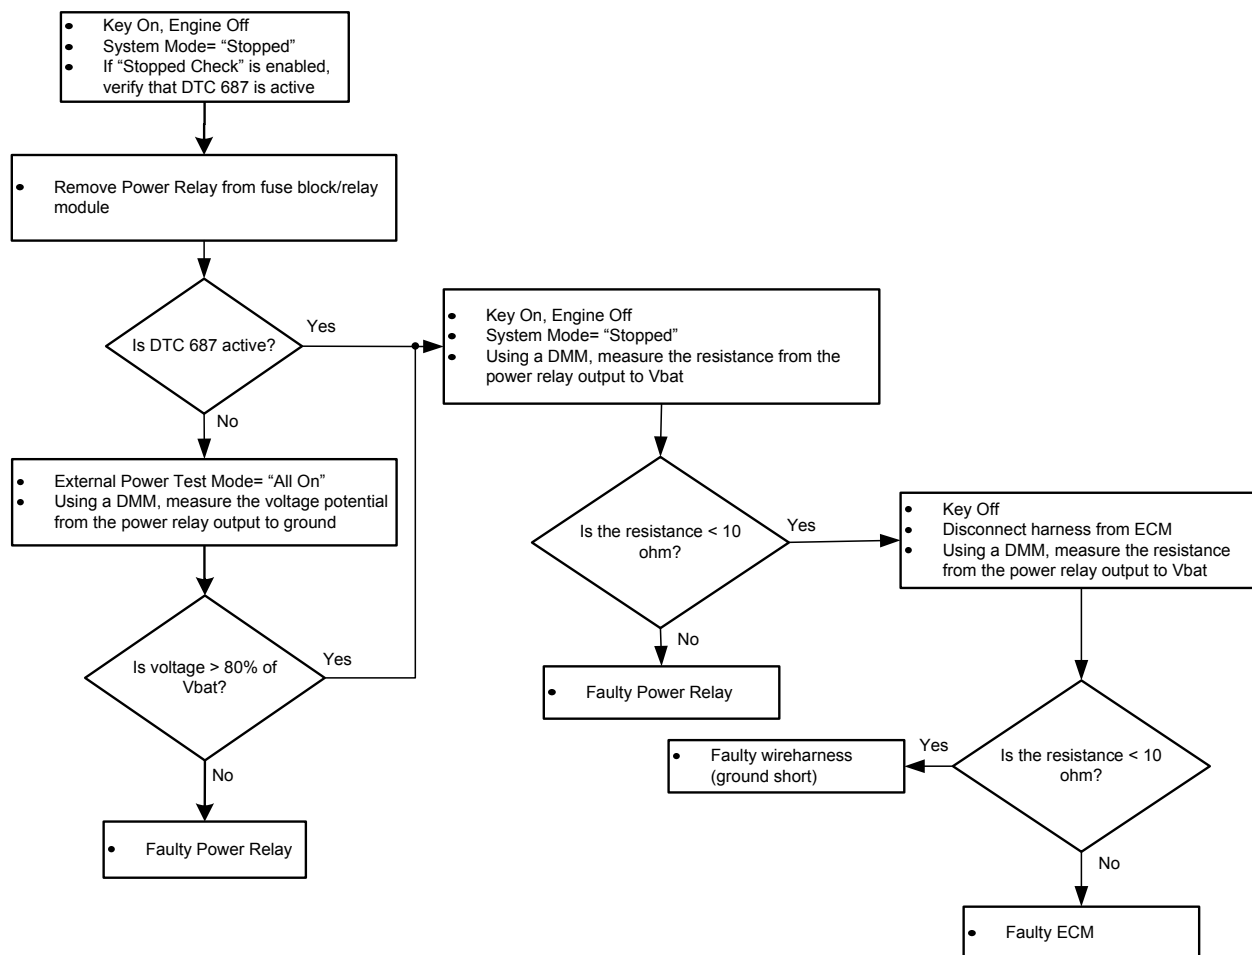 • Key On, Engine Off
• System Mode= “Stopped”
• If “Stopped Check” is enabled,
verify that DTC 687 is active
• Remove Power Relay from fuse block/relay
module
Is DTC 687 active?
Yes
No
• External Power Test Mode= “All On”
• Using a DMM, measure the voltage potential
from the power relay output to ground
Is voltage > 80% of
Vbat?
Yes
No
• Faulty Power Relay
• Key On, Engine Off
• System Mode= “Stopped”
• Using a DMM, measure the resistance from the
power relay output to Vbat
Is the resistance < 10
ohm?
Yes
No
• Faulty Power Relay
• Key Off
• Disconnect harness from ECM
• Using a DMM, measure the resistance
from the power relay output to Vbat
Is the resistance < 10
ohm?
Yes
• Faulty wireharness
(ground short)
No
• Faulty ECM